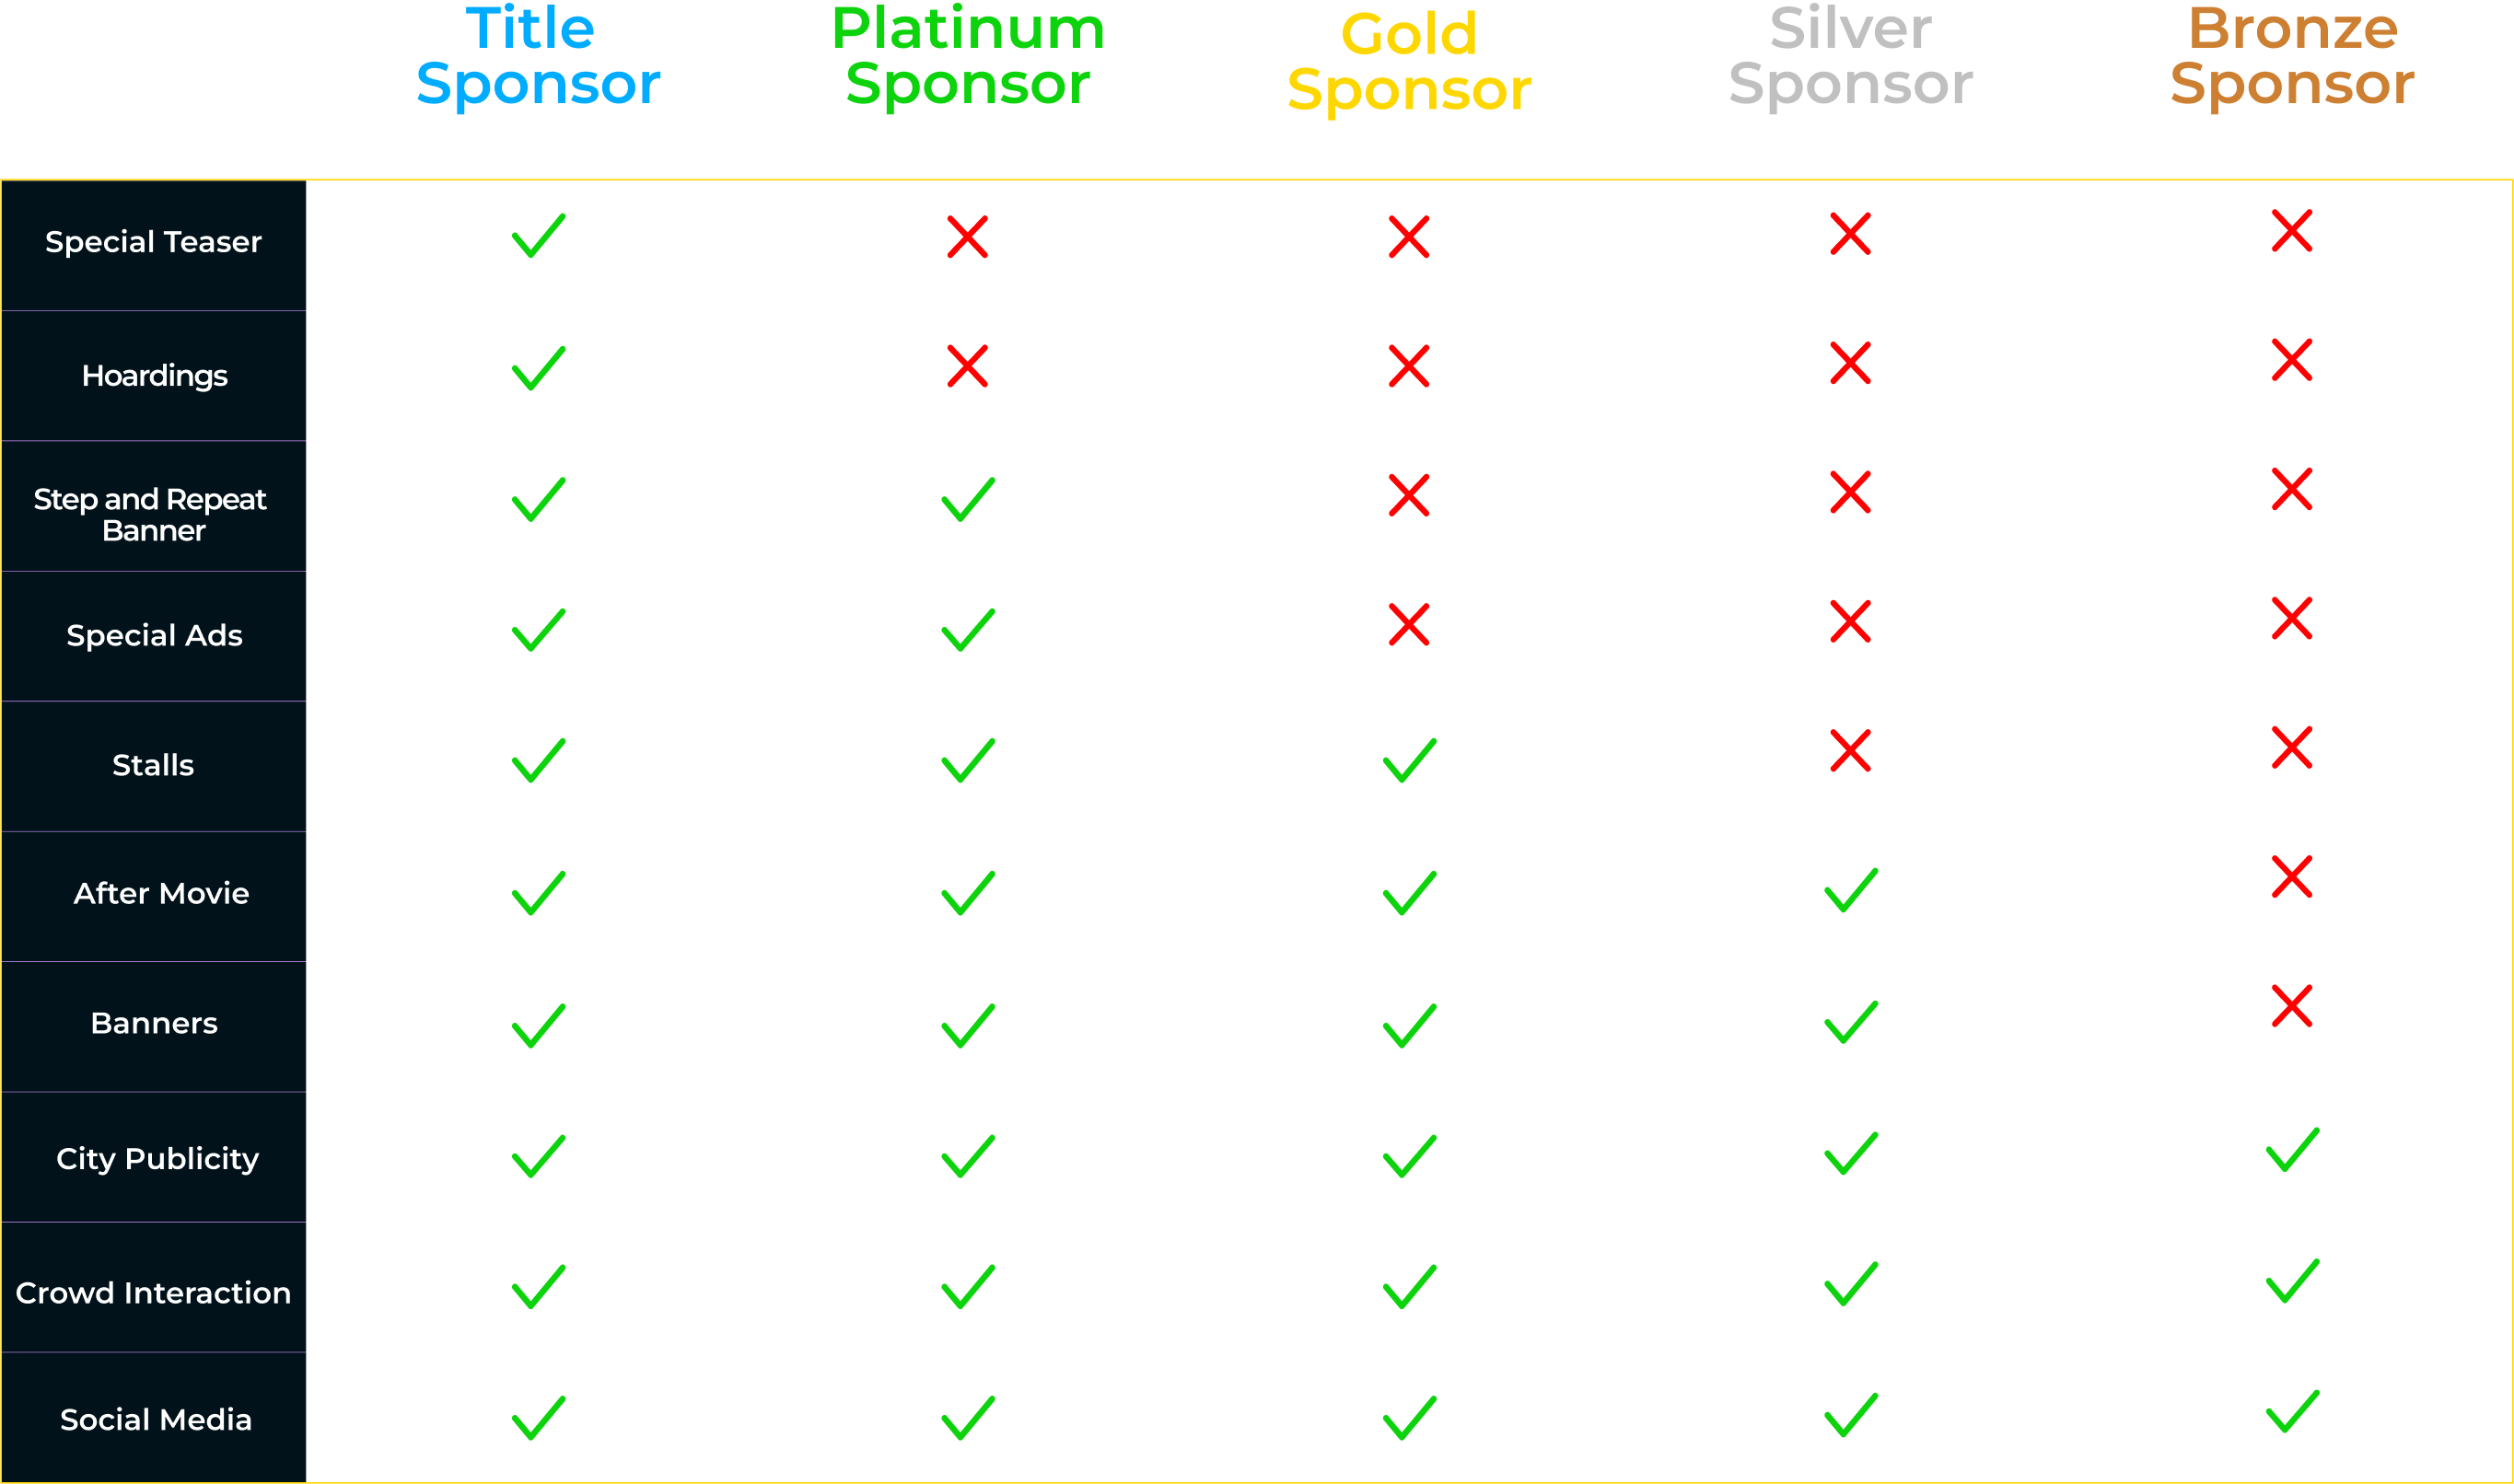 Title
Sponsor
Platinum
Sponsor
Gold
Sponsor
Silver
Sponsor
Bronze
Sponsor
Special Teaser
Hoardings
Step and Repeat
Banner
Special Ads
Stalls
After Movie
Banners
City Publicity
Crowd Interaction
Social Media